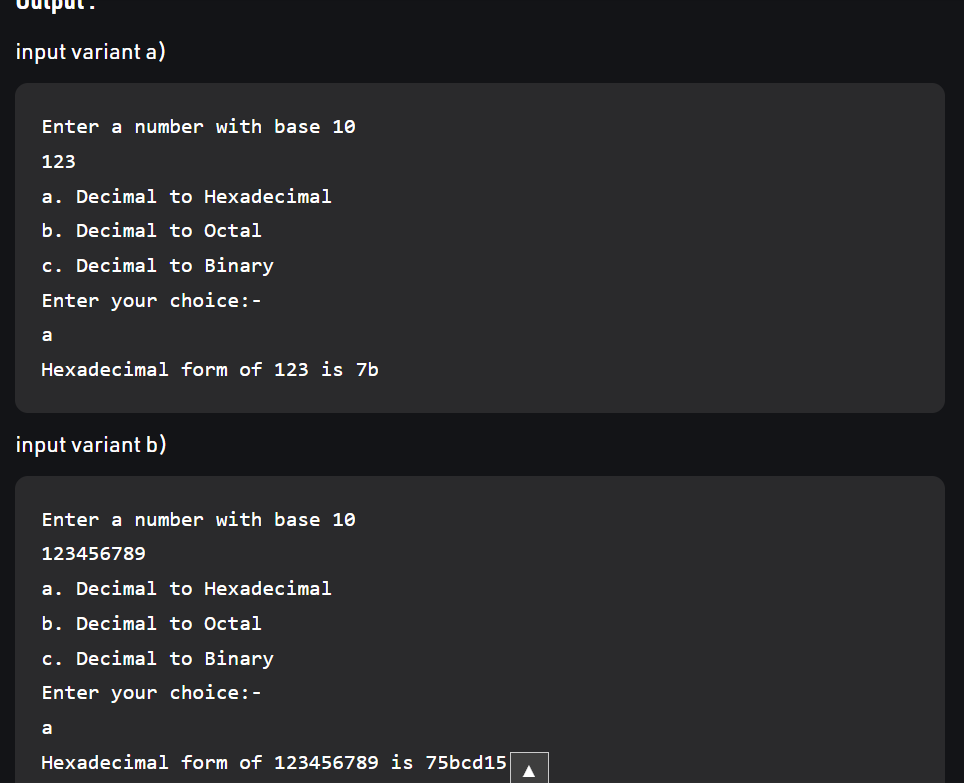 Output :
input variant a)
Enter a number with base 10
123
a. Decimal to Hexadecimal
b. Decimal to Octal
c. Decimal to Binary
Enter your choice:-
a
Hexadecimal form of 123 is 7b
input variant b)
Enter a number with base 10
123456789
a. Decimal to Hexadecimal
b. Decimal to Octal
c. Decimal to Binary
Enter your choice:-
a
Hexadecimal form of 123456789 is 75bcd15